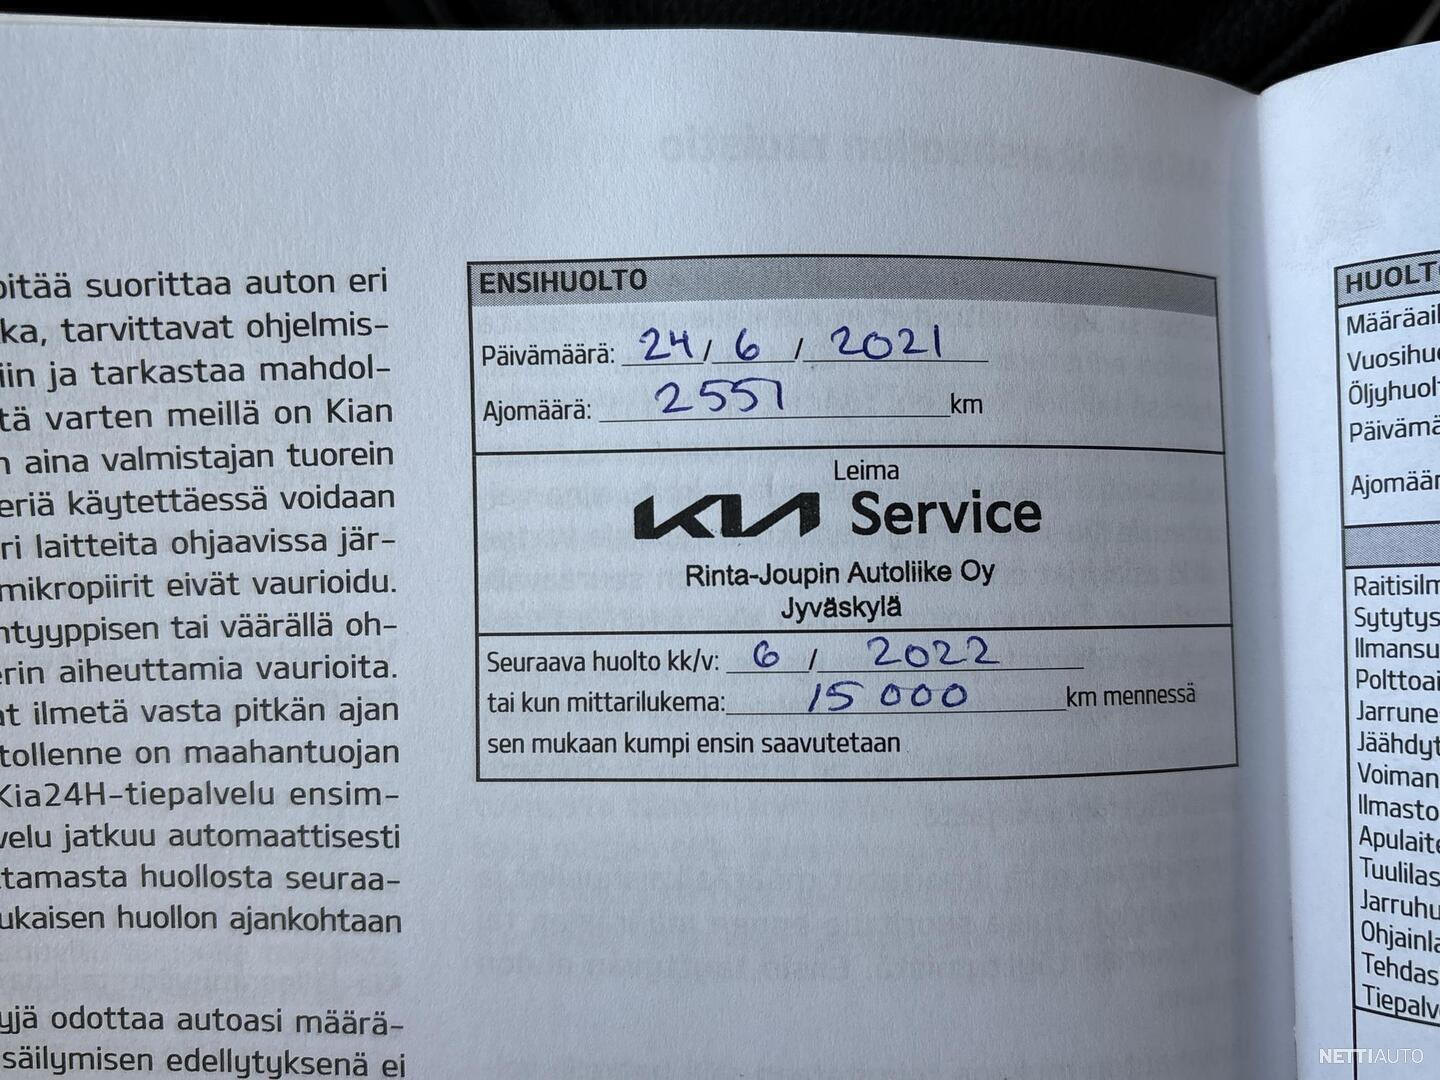 pitää suorittaa auton eri
ka, tarvittavat ohjelmis-
iin ja tarkastaa mahdol-
tä varten meillä on Kian
n aina valmistajan tuorein
eriä käytettäessä voidaan
ri laitteita ohjaavissa jär-
mikropiirit eivät vaurioidu.
ntyyppisen tai väärällä oh-
erin aiheuttamia vaurioita.
at ilmetä vasta pitkän ajan
tollenne on maahantuojan
Kia24H-tiepalvelu ensim-
velu jatkuu automaattisesti
tamasta huollosta seuraa-
ukaisen huollon ajankohtaan
yjä odottaa autoasi määrä-
säilymisen edellytyksenä ei
ENSIHUOLTO
Päivämäärä: 24 / 6 / 2021
Ajomäärä: 2551 km
Leima
KIA Service
Rinta-Joupin Autoliike Oy
Jyväskylä
Seuraava huolto kk/v: 6 / 2022
tai kun mittarilukema: 15 000 km mennessä
sen mukaan kumpi ensin saavutetaan
HUOLT
Määräaik
Vuosihuo
Öljyhuolt
Päivämä
Ajomäär
Raitisilm
Sytytys
Ilmansu
Polttoai
Jarrune
Jäähdyt
Voiman
Ilmasto
Apulaite
Tuulilas
Jarruhu
Ohjainla
Tehdas
Tiepalv
NETTIAUTO